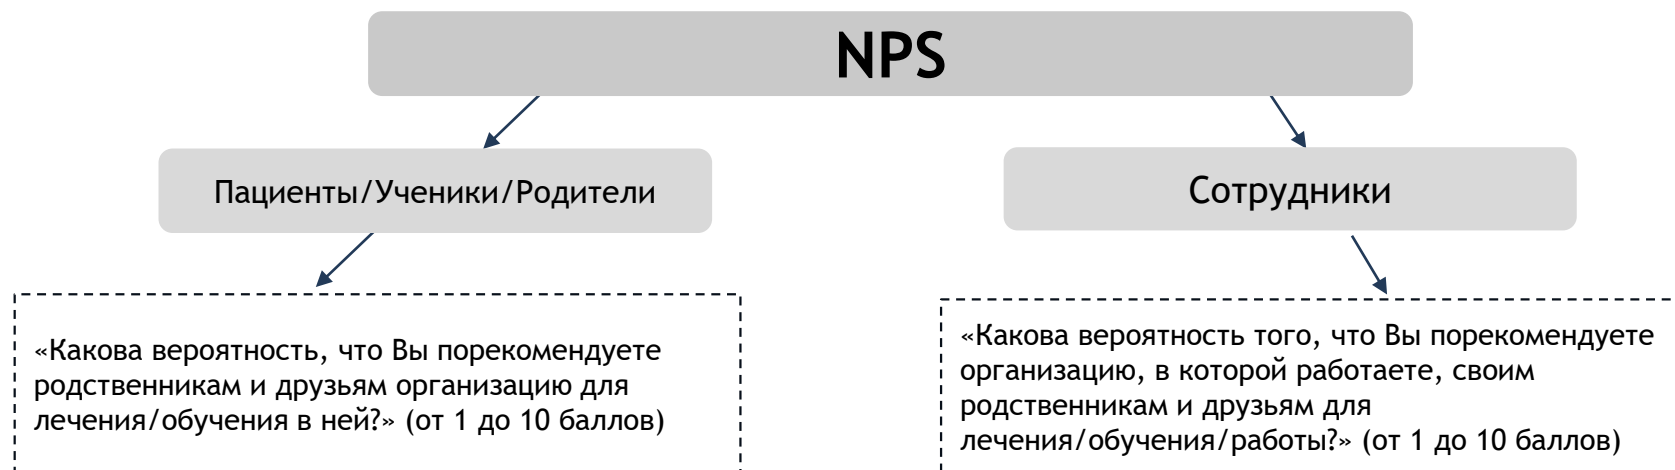 NPS
Пациенты/Ученики/Родители
Сотрудники
«Какова вероятность, что Вы порекомендуете
родственникам и друзьям организацию для
лечения/обучения в ней?» (от 1 до 10 баллов)
«Какова вероятность того, что Вы порекомендуете
организацию, в которой работаете, своим
родственникам и друзьям для
лечения/обучения/работы?» (от 1 до 10 баллов)